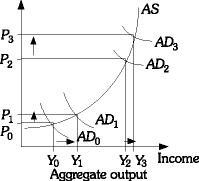 AS
P₃
AD₃
P₂
AD₂
P₁
AD₁
P₀
AD₀
Y₀ Y₁ Y₂ Y₃ Income
Aggregate output